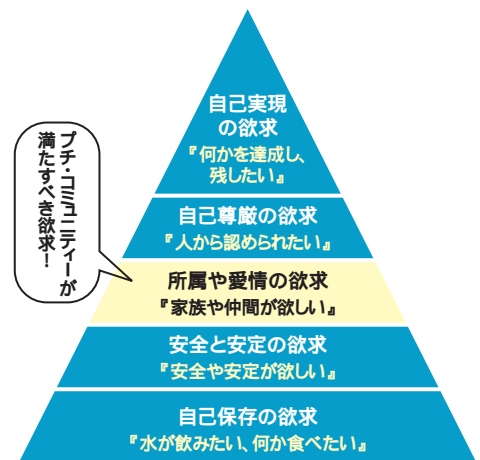 自己実現
の欲求
『何かを達成し、
残したい』
自己尊厳の欲求
『人から認められたい』
プチ・コミュニティーが
満たすべき欲求！
所属や愛情の欲求
『家族や仲間が欲しい』
安全と安定の欲求
『安全や安定が欲しい』
自己保存の欲求
『水が飲みたい、何か食べたい』